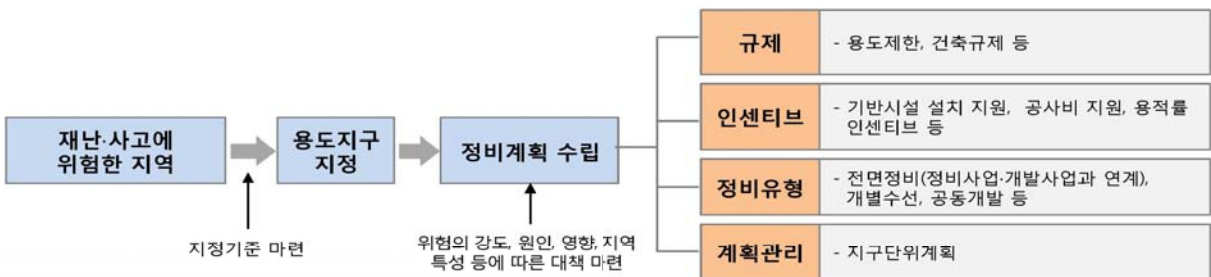 재난·사고에
위험한 지역
용도지구
지정
정비계획 수립
지정기준 마련
위험의 강도, 원인, 영향, 지역
특성 등에 따른 대책 마련
규제
- 용도제한, 건축규제 등
인센티브
- 기반시설 설치 지원, 공사비 지원, 용적률
인센티브 등
정비유형
- 전면정비(정비사업·개발사업과 연계),
개별수선, 공동개발 등
계획관리
- 지구단위계획